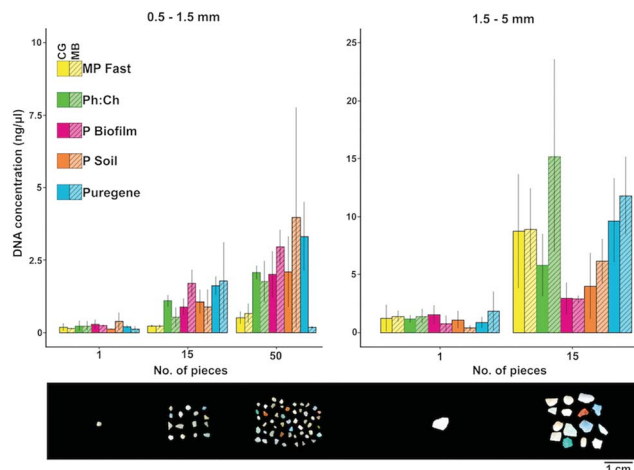 0.5 - 1.5 mm
1.5 - 5 mm
DNA concentration (ng/µl)
10
7.5
5
2.5
0
CG
MB
MP Fast
Ph:Ch
P Biofilm
P Soil
Puregene
1
15
50
No. of pieces
25
20
15
10
5
0
1
15
No. of pieces
1 cm